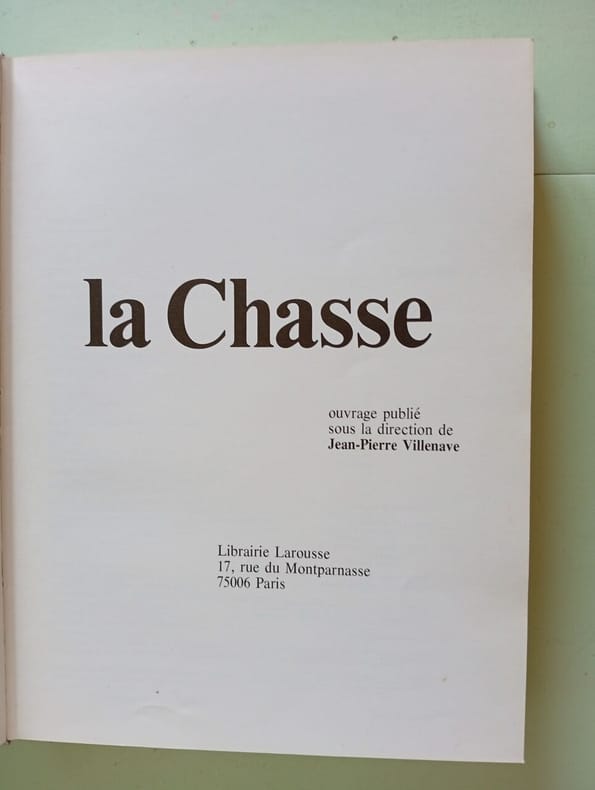 la Chasse
ouvrage publié
sous la direction de
Jean-Pierre Villenave
Librairie Larousse
17, rue du Montparnasse
75006 Paris